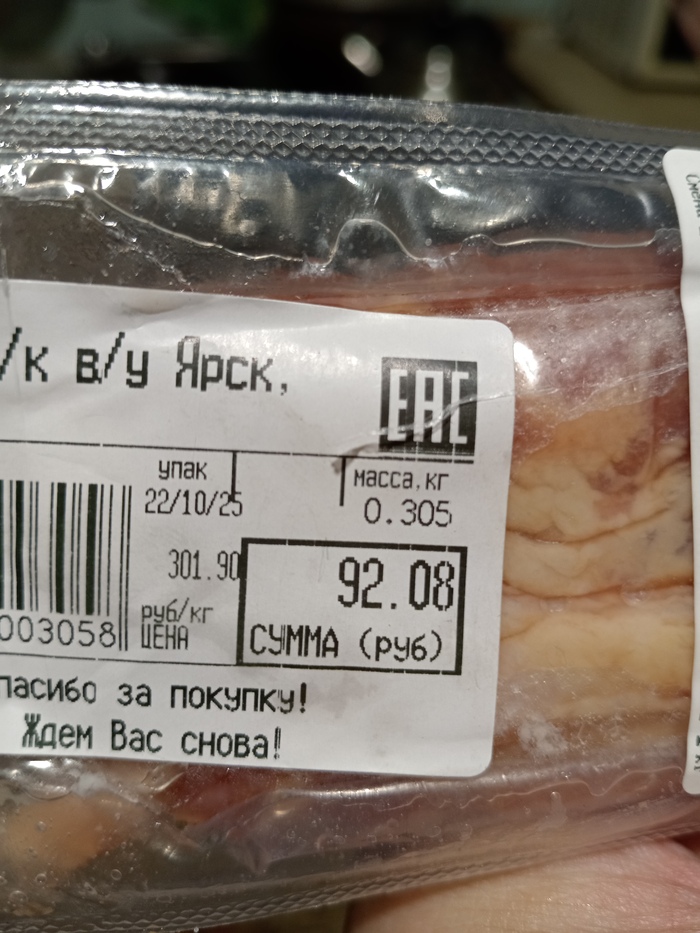 /к в/у Ярск,
EAC
упак
масса,кг
22/10/25
0.305
301.90
92.08
руб/кг
ЦЕНА
СУММА (руб)
003058
пасибо за покупку!
Ждем Вас снова!